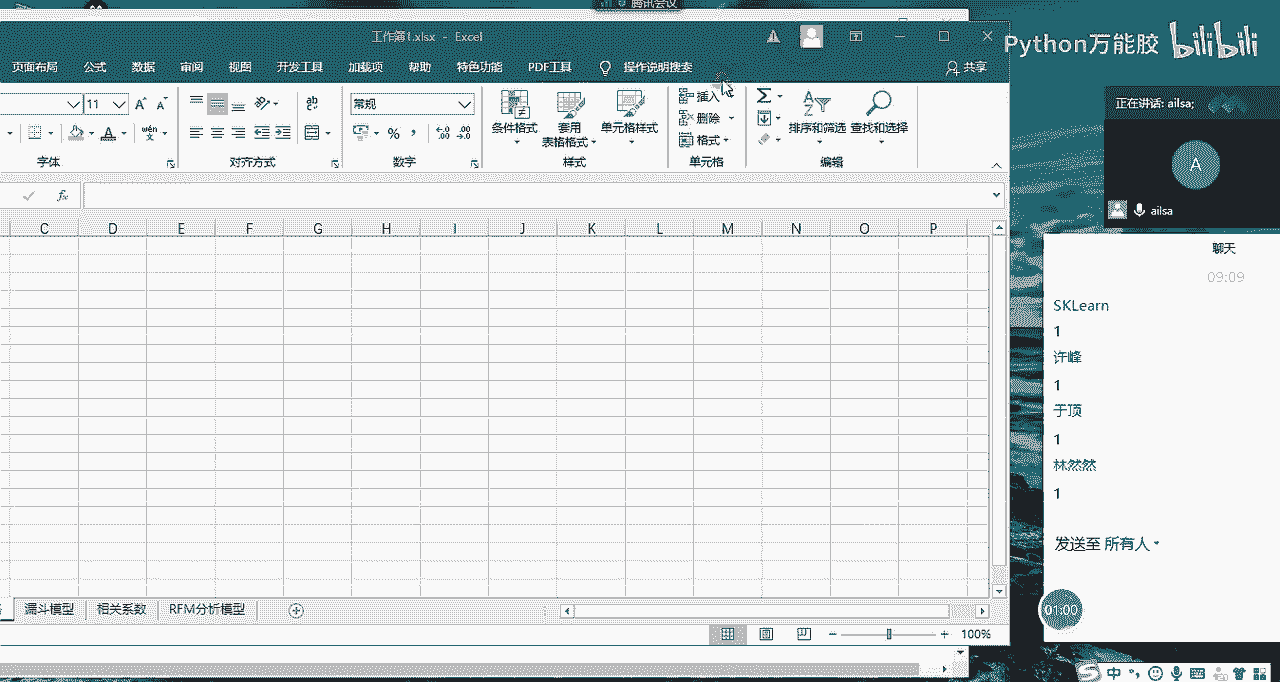 腾讯会议
工作簿1.xlsx - Excel
Python万能胶 bilibili
页面布局 公式 数据 审阅 视图 开发工具 加载项 帮助 特色功能 PDF工具 操作说明搜索 共享
11 A A 常规 插入 Σ
条件格式 套用表格格式 单元格样式 删除 排序和筛选 查找和选择
wén 文 % 格式
字体 对齐方式 数字 样式 单元格 编辑
fx
C D E F G H I J K L M N O P
正在讲话: ailsa;
A
ailsa
聊天
09:09
SKLearn
1
许峰
1
于顶
1
林然然
1
发送至 所有人
漏斗模型 相关系数 RFM分析模型
01:00
100%
中